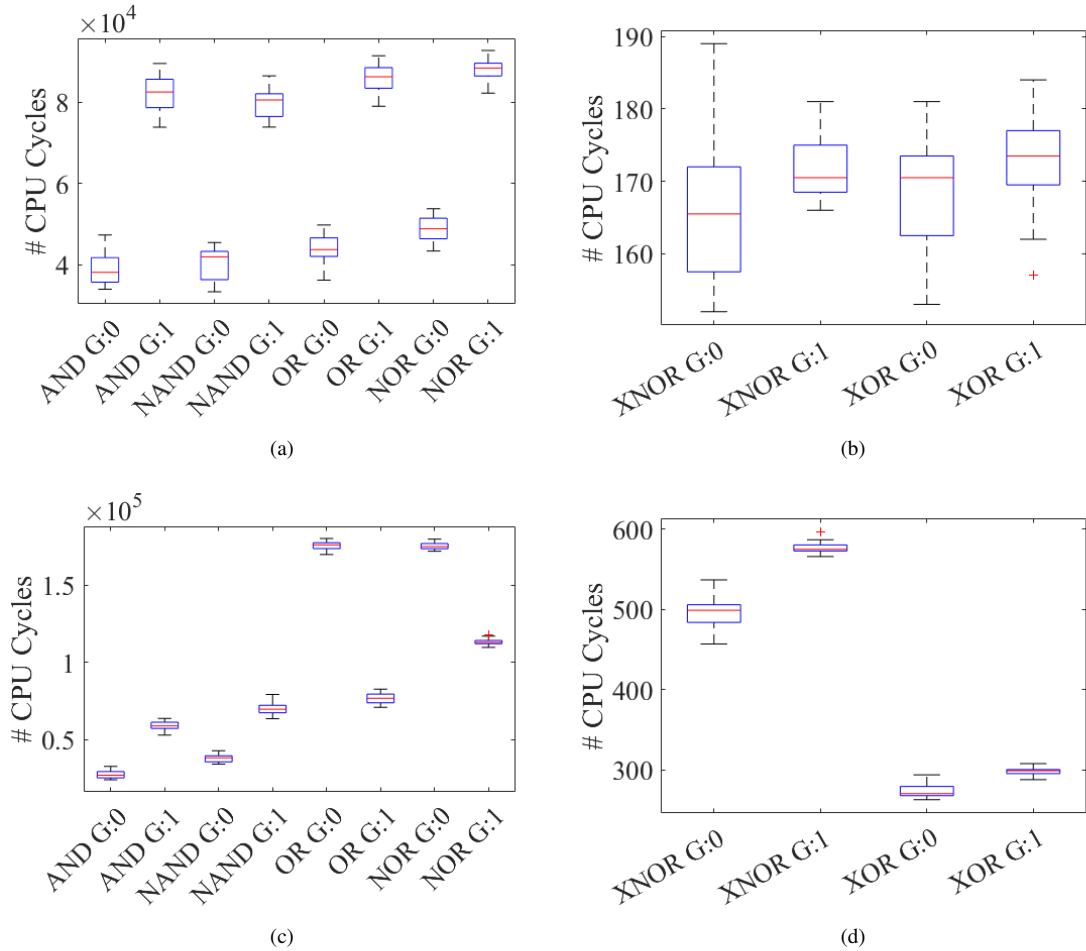 ×10⁴
# CPU Cycles
8
6
4
AND G:0
AND G:1
NAND G:0
NAND G:1
OR G:0
OR G:1
NOR G:0
NOR G:1
(a)
# CPU Cycles
190
180
170
160
XNOR G:0
XNOR G:1
XOR G:0
XOR G:1
(b)
×10⁵
# CPU Cycles
1.5
1
0.5
AND G:0
AND G:1
NAND G:0
NAND G:1
OR G:0
OR G:1
NOR G:0
NOR G:1
(c)
# CPU Cycles
600
500
400
300
XNOR G:0
XNOR G:1
XOR G:0
XOR G:1
(d)